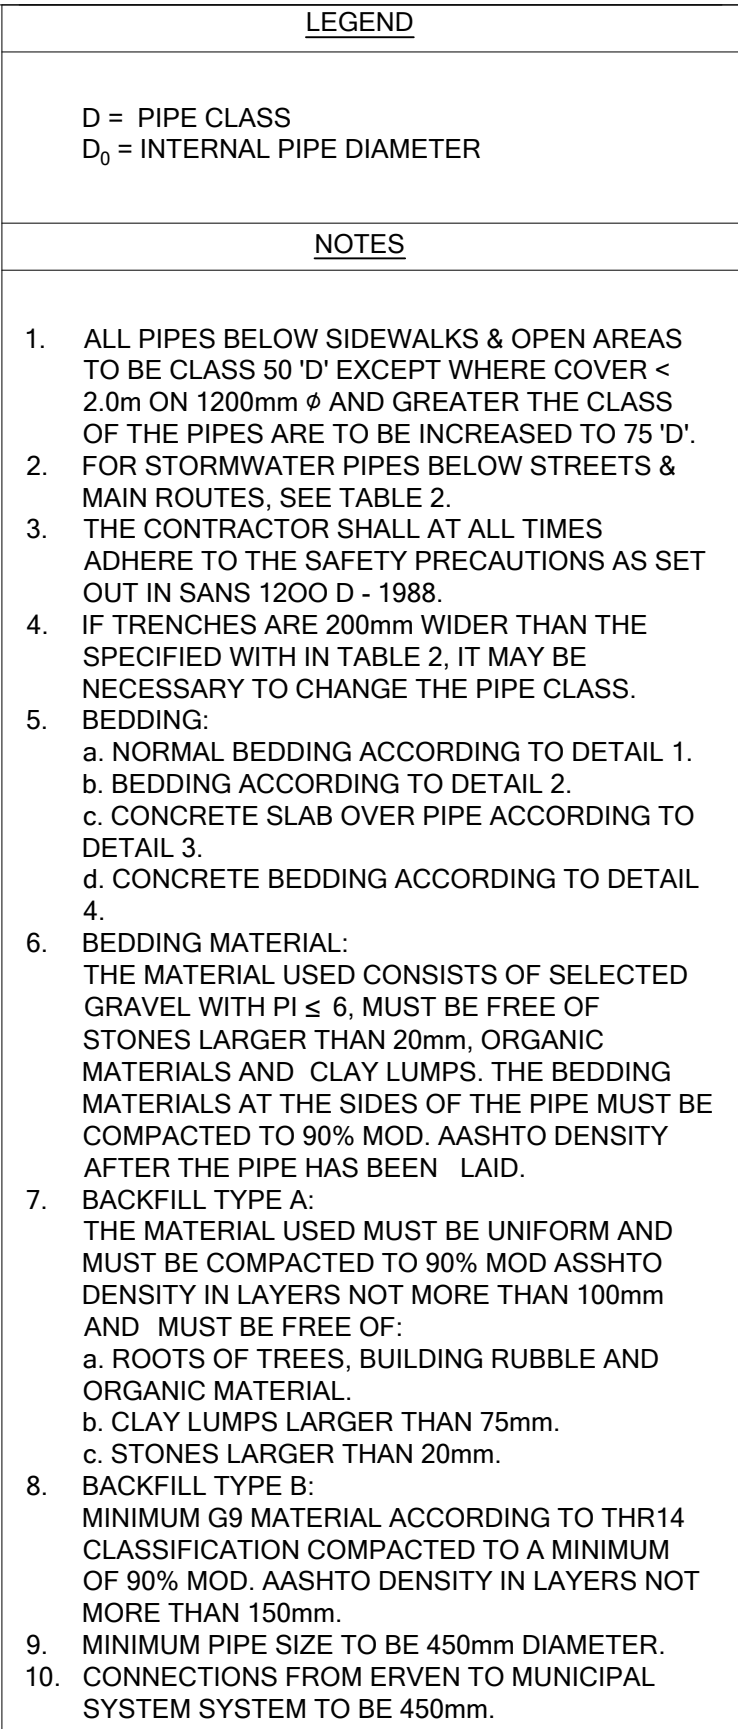 LEGEND
D = PIPE CLASS
D₀ = INTERNAL PIPE DIAMETER
NOTES
1. ALL PIPES BELOW SIDEWALKS & OPEN AREAS
TO BE CLASS 50 'D' EXCEPT WHERE COVER <
2.0m ON 1200mm ⌀ AND GREATER THE CLASS
OF THE PIPES ARE TO BE INCREASED TO 75 'D'.
2. FOR STORMWATER PIPES BELOW STREETS &
MAIN ROUTES, SEE TABLE 2.
3. THE CONTRACTOR SHALL AT ALL TIMES
ADHERE TO THE SAFETY PRECAUTIONS AS SET
OUT IN SANS 12OO D - 1988.
4. IF TRENCHES ARE 200mm WIDER THAN THE
SPECIFIED WITH IN TABLE 2, IT MAY BE
NECESSARY TO CHANGE THE PIPE CLASS.
5. BEDDING:
a. NORMAL BEDDING ACCORDING TO DETAIL 1.
b. BEDDING ACCORDING TO DETAIL 2.
c. CONCRETE SLAB OVER PIPE ACCORDING TO
DETAIL 3.
d. CONCRETE BEDDING ACCORDING TO DETAIL
4.
6. BEDDING MATERIAL:
THE MATERIAL USED CONSISTS OF SELECTED
GRAVEL WITH PI ≤ 6, MUST BE FREE OF
STONES LARGER THAN 20mm, ORGANIC
MATERIALS AND CLAY LUMPS. THE BEDDING
MATERIALS AT THE SIDES OF THE PIPE MUST BE
COMPACTED TO 90% MOD. AASHTO DENSITY
AFTER THE PIPE HAS BEEN LAID.
7. BACKFILL TYPE A:
THE MATERIAL USED MUST BE UNIFORM AND
MUST BE COMPACTED TO 90% MOD ASSHTO
DENSITY IN LAYERS NOT MORE THAN 100mm
AND MUST BE FREE OF:
a. ROOTS OF TREES, BUILDING RUBBLE AND
ORGANIC MATERIAL.
b. CLAY LUMPS LARGER THAN 75mm.
c. STONES LARGER THAN 20mm.
8. BACKFILL TYPE B:
MINIMUM G9 MATERIAL ACCORDING TO THR14
CLASSIFICATION COMPACTED TO A MINIMUM
OF 90% MOD. AASHTO DENSITY IN LAYERS NOT
MORE THAN 150mm.
9. MINIMUM PIPE SIZE TO BE 450mm DIAMETER.
10. CONNECTIONS FROM ERVEN TO MUNICIPAL
SYSTEM SYSTEM TO BE 450mm.